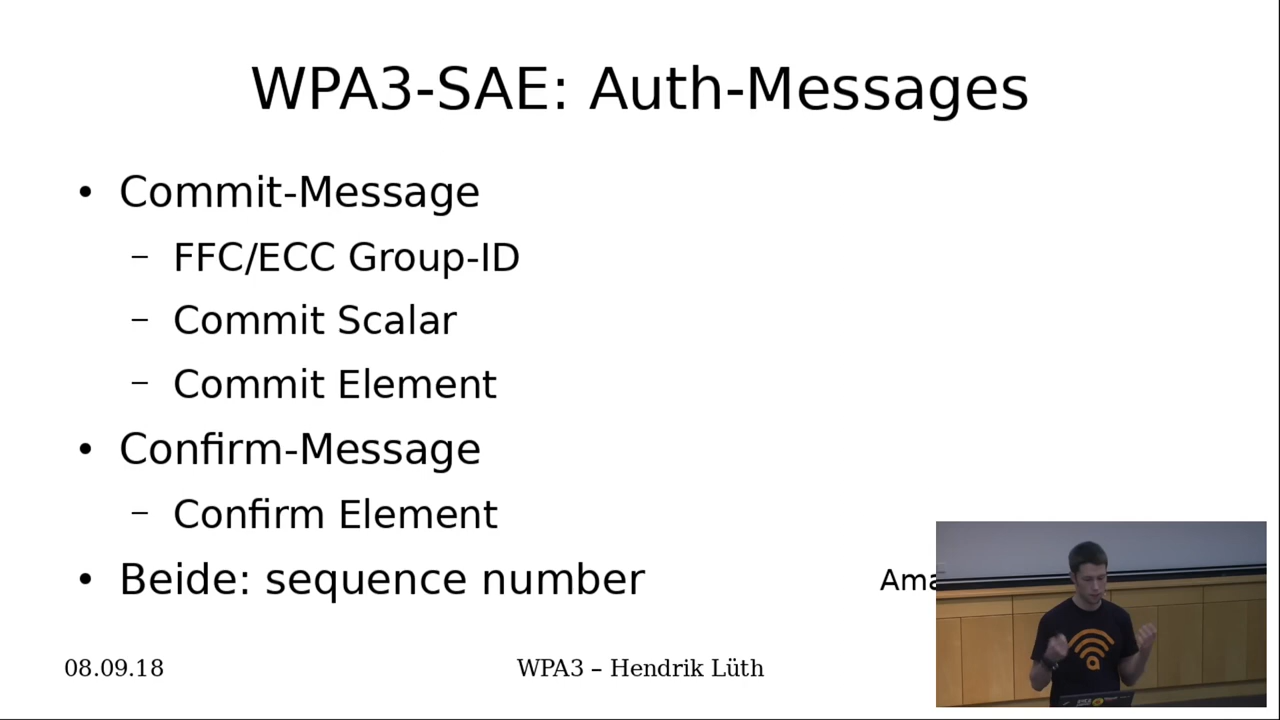 WPA3-SAE: Auth-Messages
• Commit-Message
– FFC/ECC Group-ID
– Commit Scalar
– Commit Element
• Confirm-Message
– Confirm Element
• Beide: sequence number
08.09.18
WPA3 – Hendrik Lüth